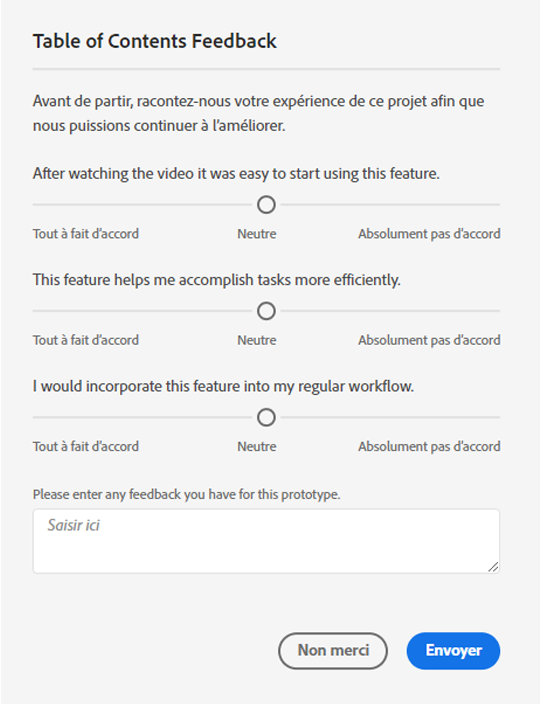 Table of Contents Feedback
Avant de partir, racontez-nous votre expérience de ce projet afin que
nous puissions continuer à l’améliorer.
After watching the video it was easy to start using this feature.
Tout à fait d’accord Neutre Absolument pas d’accord
This feature helps me accomplish tasks more efficiently.
Tout à fait d’accord Neutre Absolument pas d’accord
I would incorporate this feature into my regular workflow.
Tout à fait d’accord Neutre Absolument pas d’accord
Please enter any feedback you have for this prototype.
Saisir ici
Non merci Envoyer